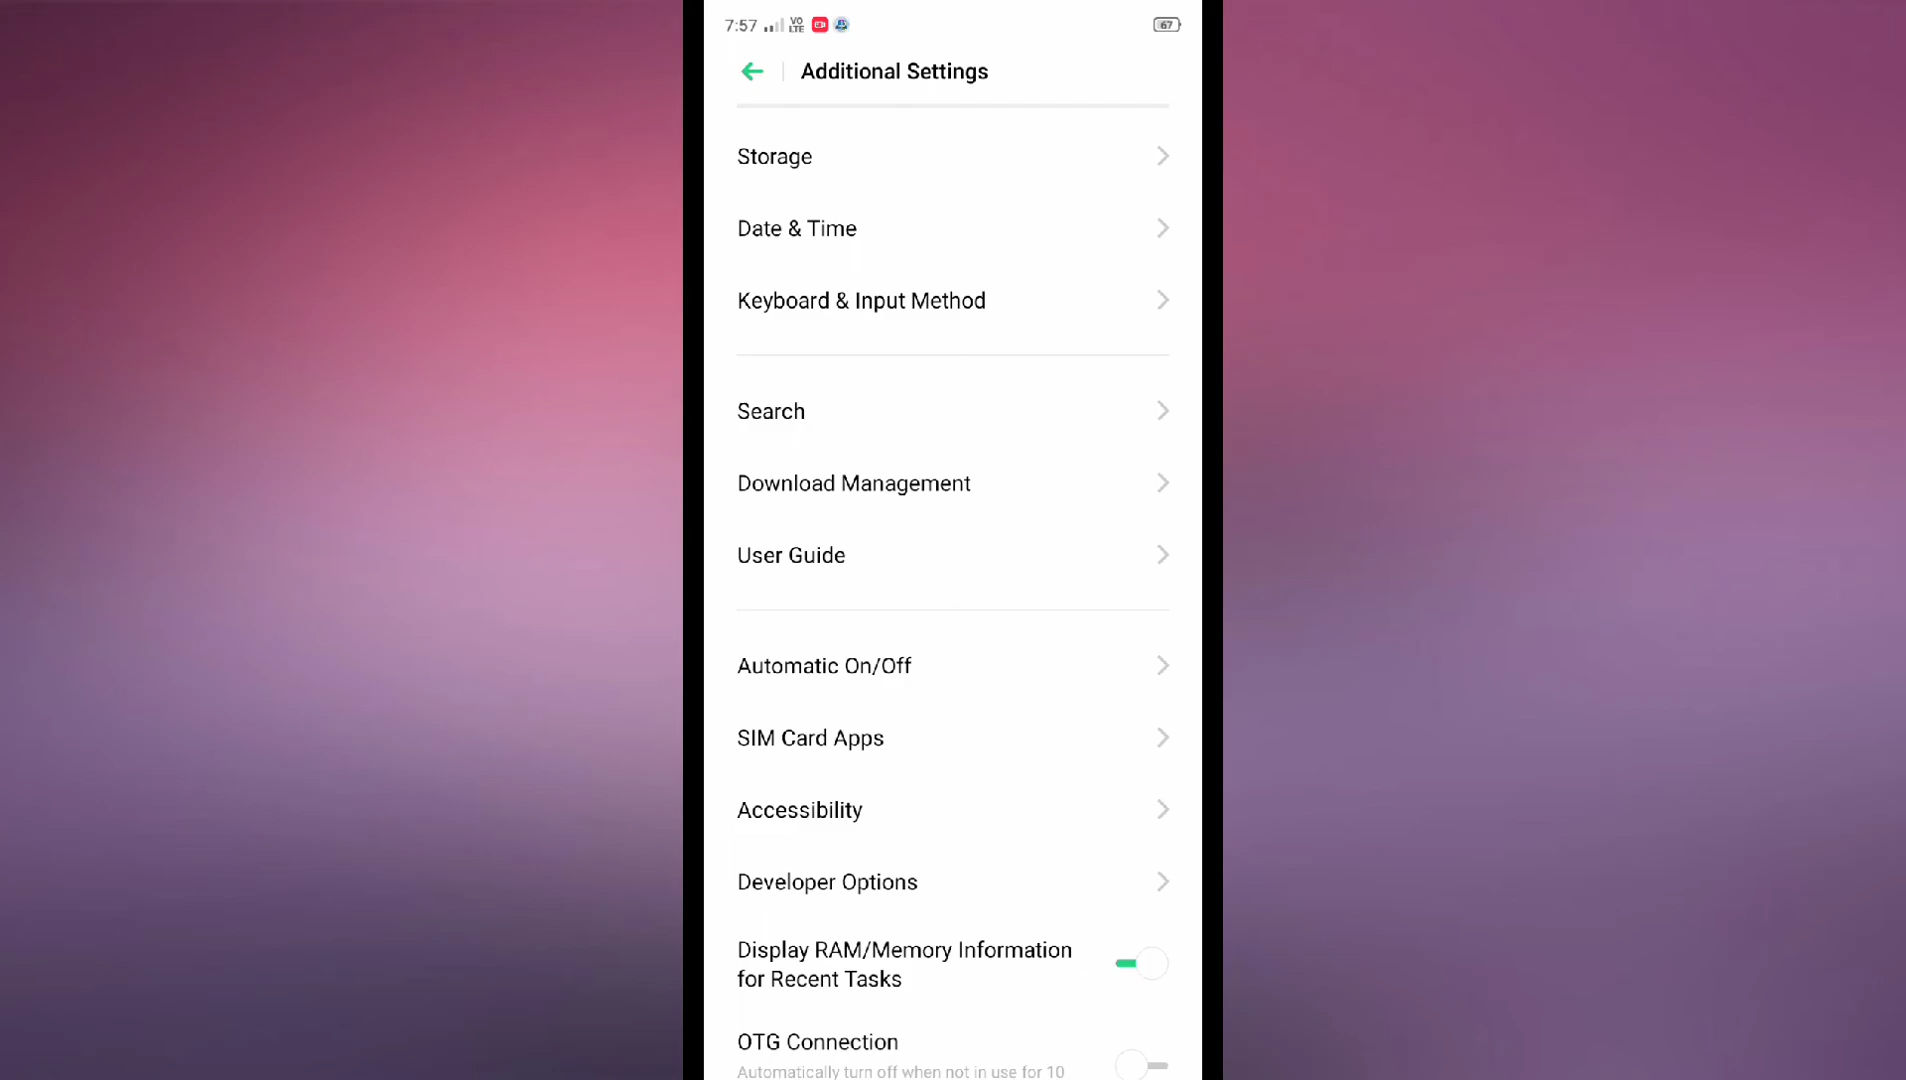 7:57 VO LTE 67
Additional Settings
Storage
Date & Time
Keyboard & Input Method
Search
Download Management
User Guide
Automatic On/Off
SIM Card Apps
Accessibility
Developer Options
Display RAM/Memory Information
for Recent Tasks
OTG Connection
Automatically turn off when not in use for 10